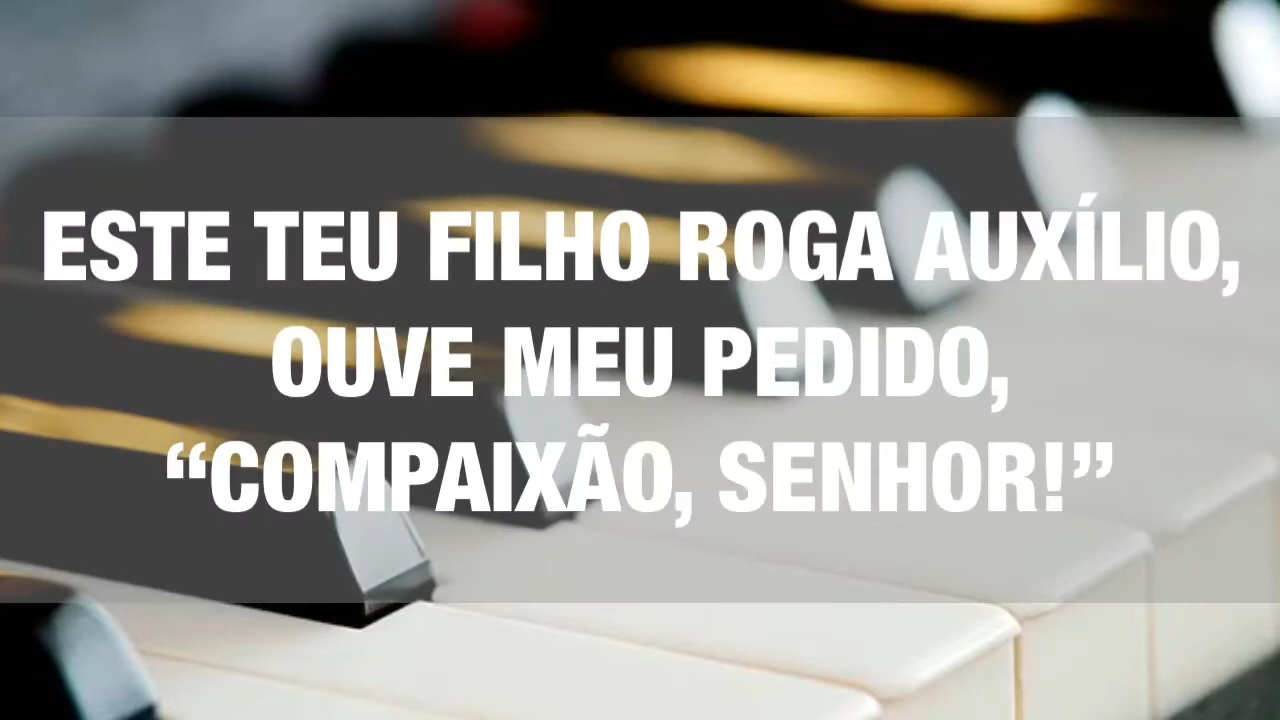 ESTE TEU FILHO ROGA AUXÍLIO,
OUVE MEU PEDIDO,
“COMPAIXÃO, SENHOR!”